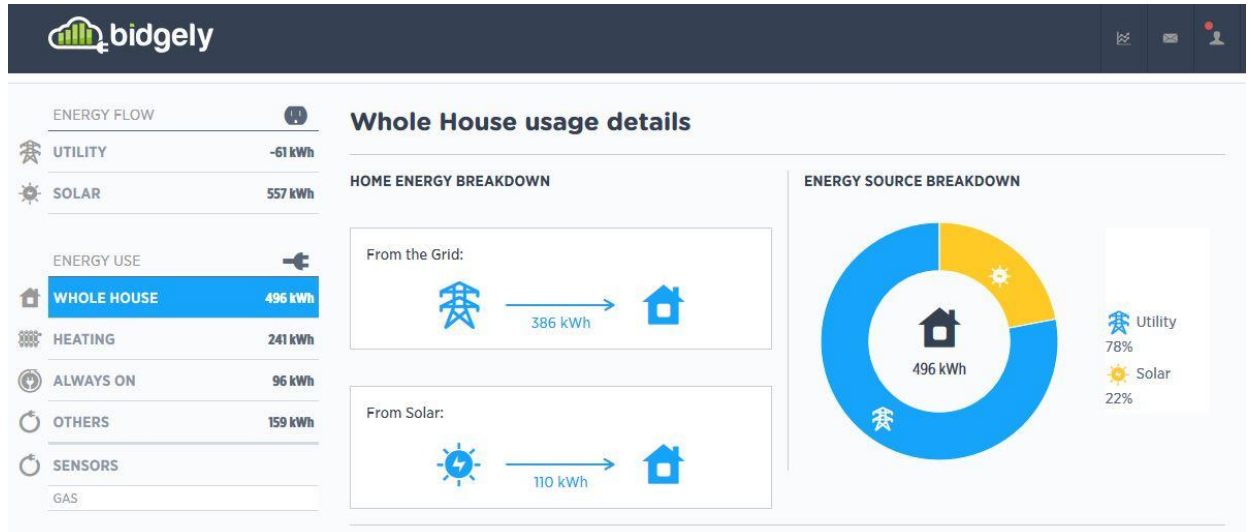 bidgely
ENERGY FLOW
UTILITY -61 kWh
SOLAR 557 kWh
ENERGY USE
WHOLE HOUSE 496 kWh
HEATING 241 kWh
ALWAYS ON 96 kWh
OTHERS 159 kWh
SENSORS
GAS
Whole House usage details
HOME ENERGY BREAKDOWN
From the Grid:
386 kWh
From Solar:
110 kWh
ENERGY SOURCE BREAKDOWN
496 kWh
Utility
78%
Solar
22%